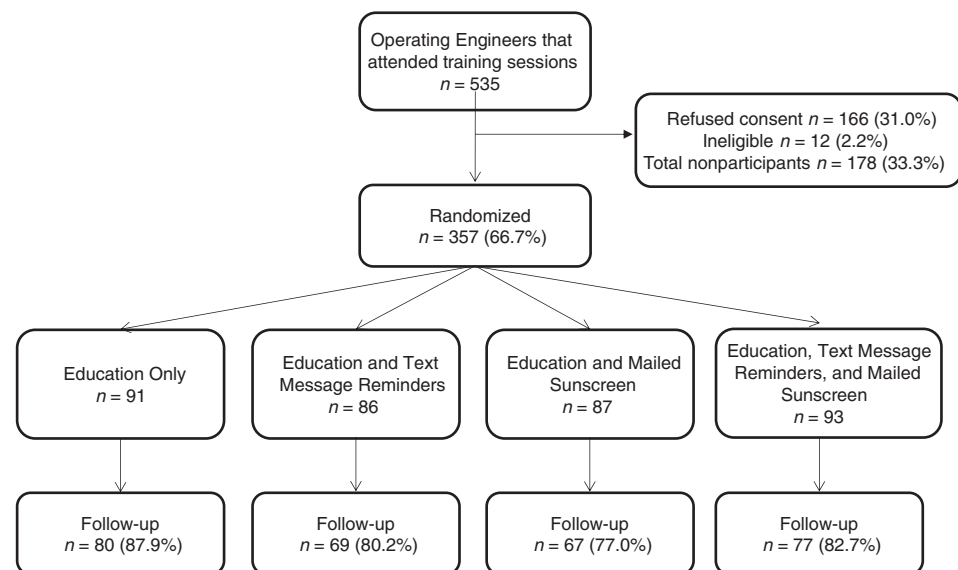 Operating Engineers that
attended training sessions
n = 535
Refused consent n = 166 (31.0%)
Ineligible n = 12 (2.2%)
Total nonparticipants n = 178 (33.3%)
Randomized
n = 357 (66.7%)
Education Only
n = 91
Education and Text
Message Reminders
n = 86
Education and Mailed
Sunscreen
n = 87
Education, Text Message
Reminders, and Mailed
Sunscreen
n = 93
Follow-up
n = 80 (87.9%)
Follow-up
n = 69 (80.2%)
Follow-up
n = 67 (77.0%)
Follow-up
n = 77 (82.7%)